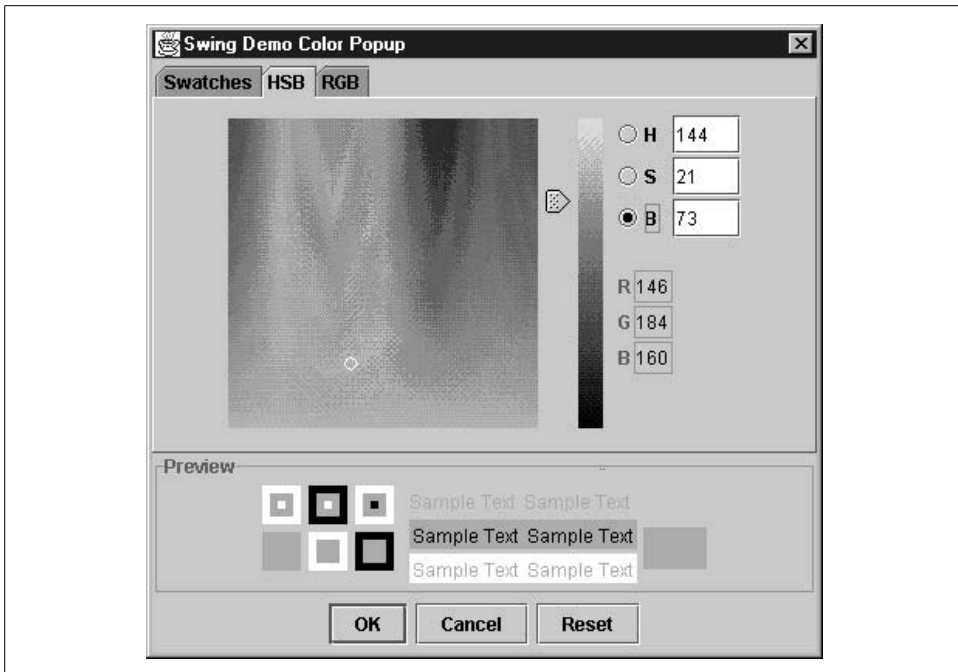 Swing Demo Color Popup
Swatches HSB RGB
H 144
S 21
B 73
R 146
G 184
B 160
Preview
Sample Text Sample Text
Sample Text Sample Text
Sample Text Sample Text
OK Cancel Reset